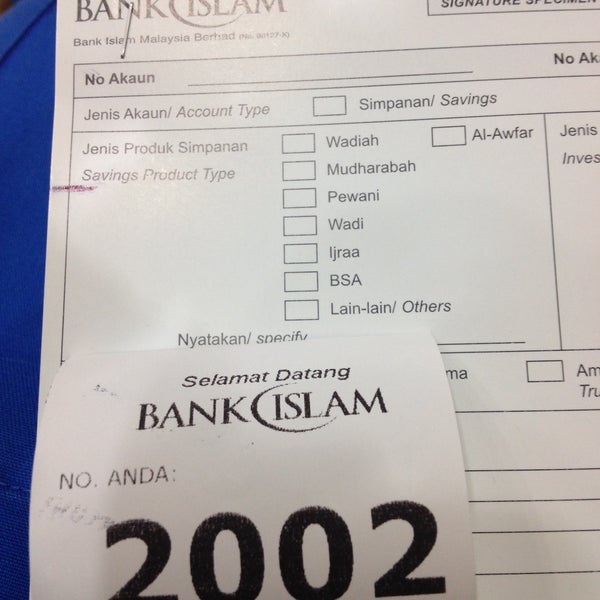 BANK ISLAM
SIGNATURE SPECIMEN
Bank Islam Malaysia Berhad (No. 98127-X)
No Akaun
No Ak
Jenis Akaun/ Account Type
Simpanan/ Savings
Jenis Produk Simpanan
Savings Product Type
Wadiah
Al-Awfar
Mudharabah
Pewani
Wadi
Ijraa
BSA
Lain-lain/ Others
Nyatakan/ specify
Jenis
Inves
ma
Am
Tru
Selamat Datang
BANK ISLAM
NO. ANDA:
2002